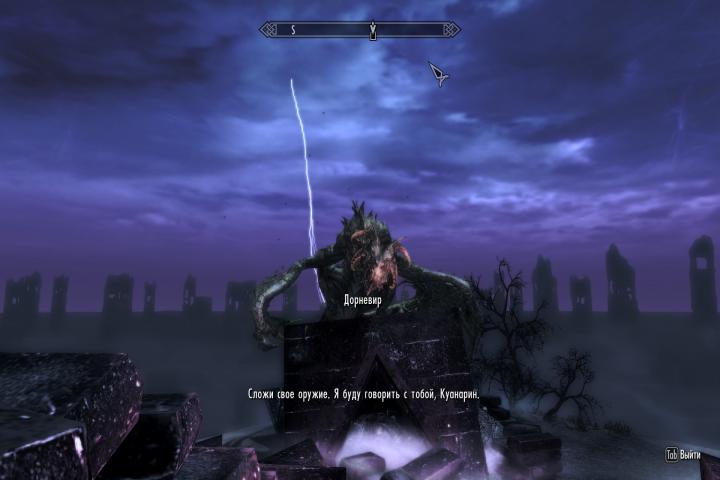 S
Дорневир
Сложи свое оружие. Я буду говорить с тобой, Куанарин.
Tab Выйти